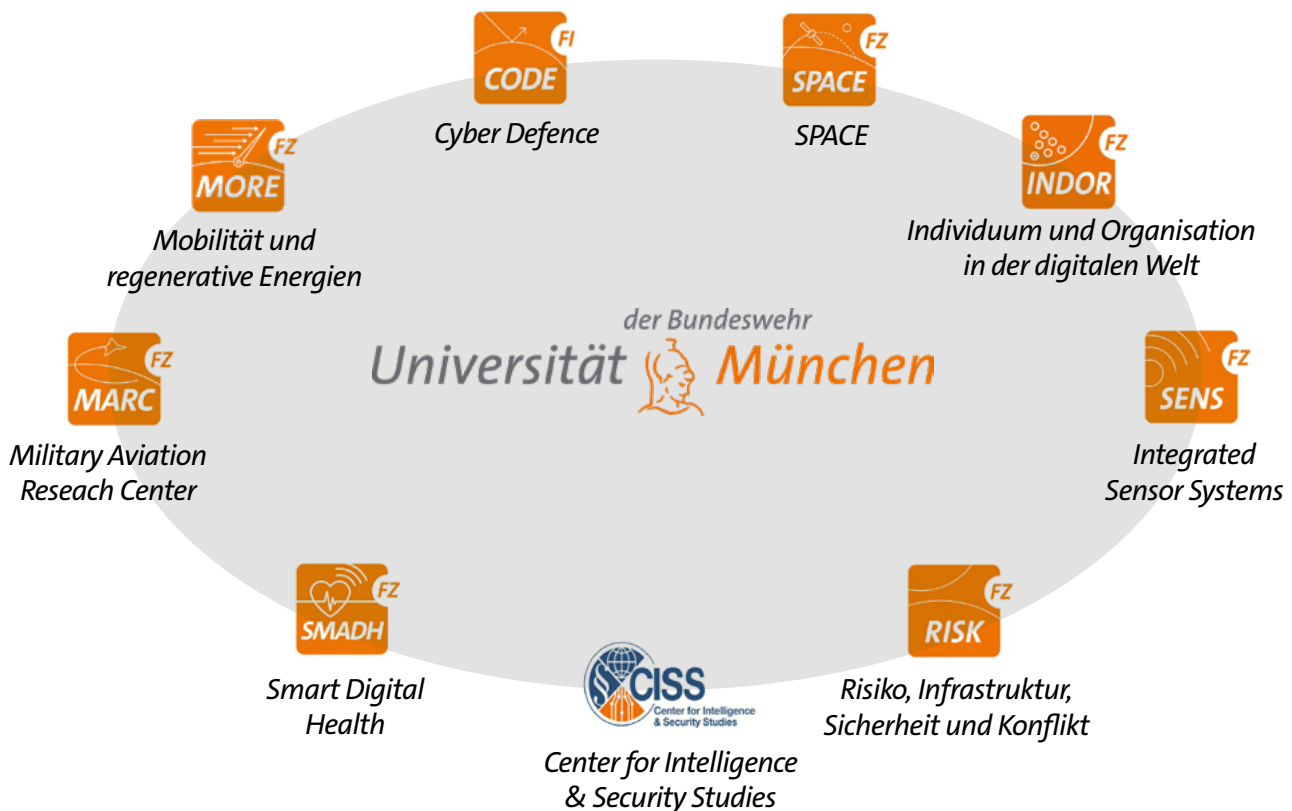 FI
CODE
Cyber Defence
FZ
SPACE
SPACE
FZ
MORE
Mobilität und
regenerative Energien
FZ
INDOR
Individuum und Organisation
in der digitalen Welt
der Bundeswehr
Universität München
FZ
MARC
Military Aviation
Reseach Center
FZ
SENS
Integrated
Sensor Systems
FZ
SMADH
Smart Digital
Health
§
CISS
Center for Intelligence
& Security Studies
Center for Intelligence
& Security Studies
FZ
RISK
Risiko, Infrastruktur,
Sicherheit und Konflikt